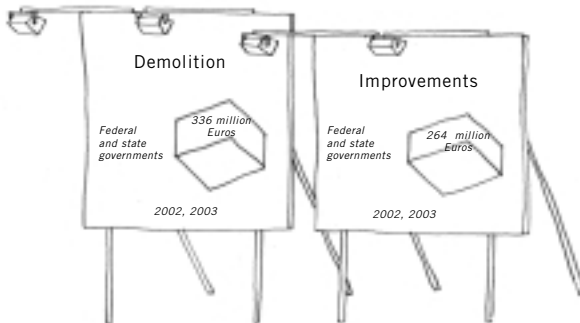 Demolition
336 million
Euros
Federal
and state
governments
2002, 2003
Improvements
264 million
Euros
Federal
and state
governments
2002, 2003